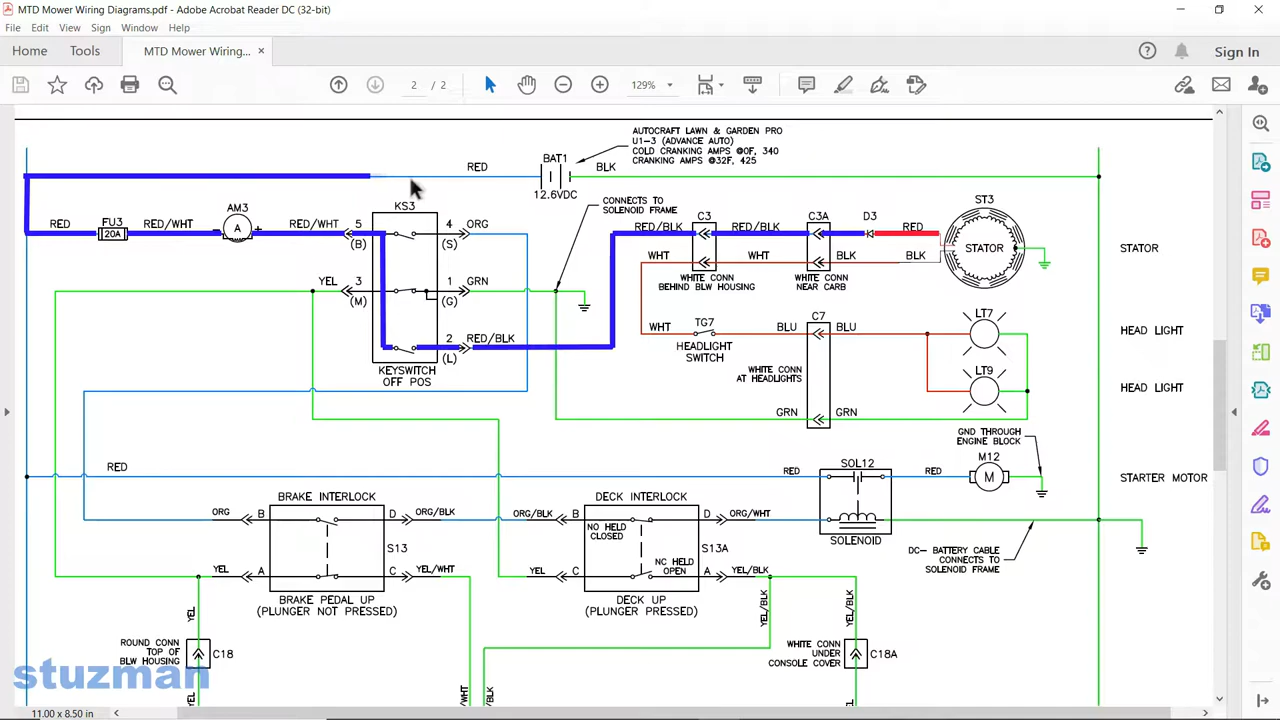 MTD Mower Wiring Diagrams.pdf - Adobe Acrobat Reader DC (32-bit)
File Edit View Sign Window Help
Home Tools MTD Mower Wiring... × Sign In
2 / 2 129%
AUTOCRAFT LAWN & GARDEN PRO
U1-3 (ADVANCE AUTO)
COLD CRANKING AMPS @0F, 340
CRANKING AMPS @32F, 425
RED BAT1 BLK
12.6VDC
CONNECTS TO
SOLENOID FRAME
RED FU3 RED/WHT AM3 RED/WHT KS3
20A A - +
5 (B) 4 (S) ORG
YEL 3 (M) 1 (G) GRN
2 (L) RED/BLK
KEYSWITCH
OFF POS
RED/BLK C3 RED/BLK C3A D3 RED ST3
STATOR STATOR
WHT WHT BLK BLK
WHITE CONN
BEHIND BLW HOUSING
WHITE CONN
NEAR CARB
WHT TG7 BLU C7 BLU LT7 HEAD LIGHT
HEADLIGHT
SWITCH
WHITE CONN
AT HEADLIGHTS
LT9 HEAD LIGHT
GRN GRN
GND THROUGH
ENGINE BLOCK
RED RED SOL12 RED M12
M STARTER MOTOR
SOLENOID
DC- BATTERY CABLE
CONNECTS TO
SOLENOID FRAME
BRAKE INTERLOCK
ORG B D ORG/BLK
S13
YEL A C YEL/WHT
BRAKE PEDAL UP
(PLUNGER NOT PRESSED)
DECK INTERLOCK
ORG/BLK B D ORG/WHT
NO HELD
CLOSED
S13A
NC HELD
OPEN
YEL C A YEL/BLK
DECK UP
(PLUNGER PRESSED)
YEL
YEL/BLK
YEL/BLK
ROUND CONN
TOP OF
BLW HOUSING
C18
WHITE CONN
UNDER
CONSOLE COVER
C18A
YEL
/WHT
YEL
stuzman
11.00 x 8.50 in